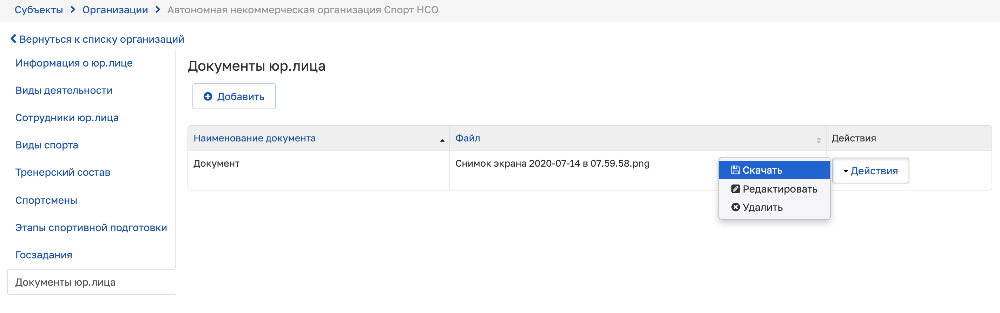 Субъекты Организации Автономная некоммерческая организация Спорт НСО
Вернуться к списку организаций
Информация о юр.лице
Виды деятельности
Сотрудники юр.лица
Виды спорта
Тренерский состав
Спортсмены
Этапы спортивной подготовки
Госзадания
Документы юр.лица
Документы юр.лица
Добавить
Наименование документа Файл Действия
Документ Снимок экрана 2020-07-14 в 07.59.58.png Действия
Скачать
Редактировать
Удалить